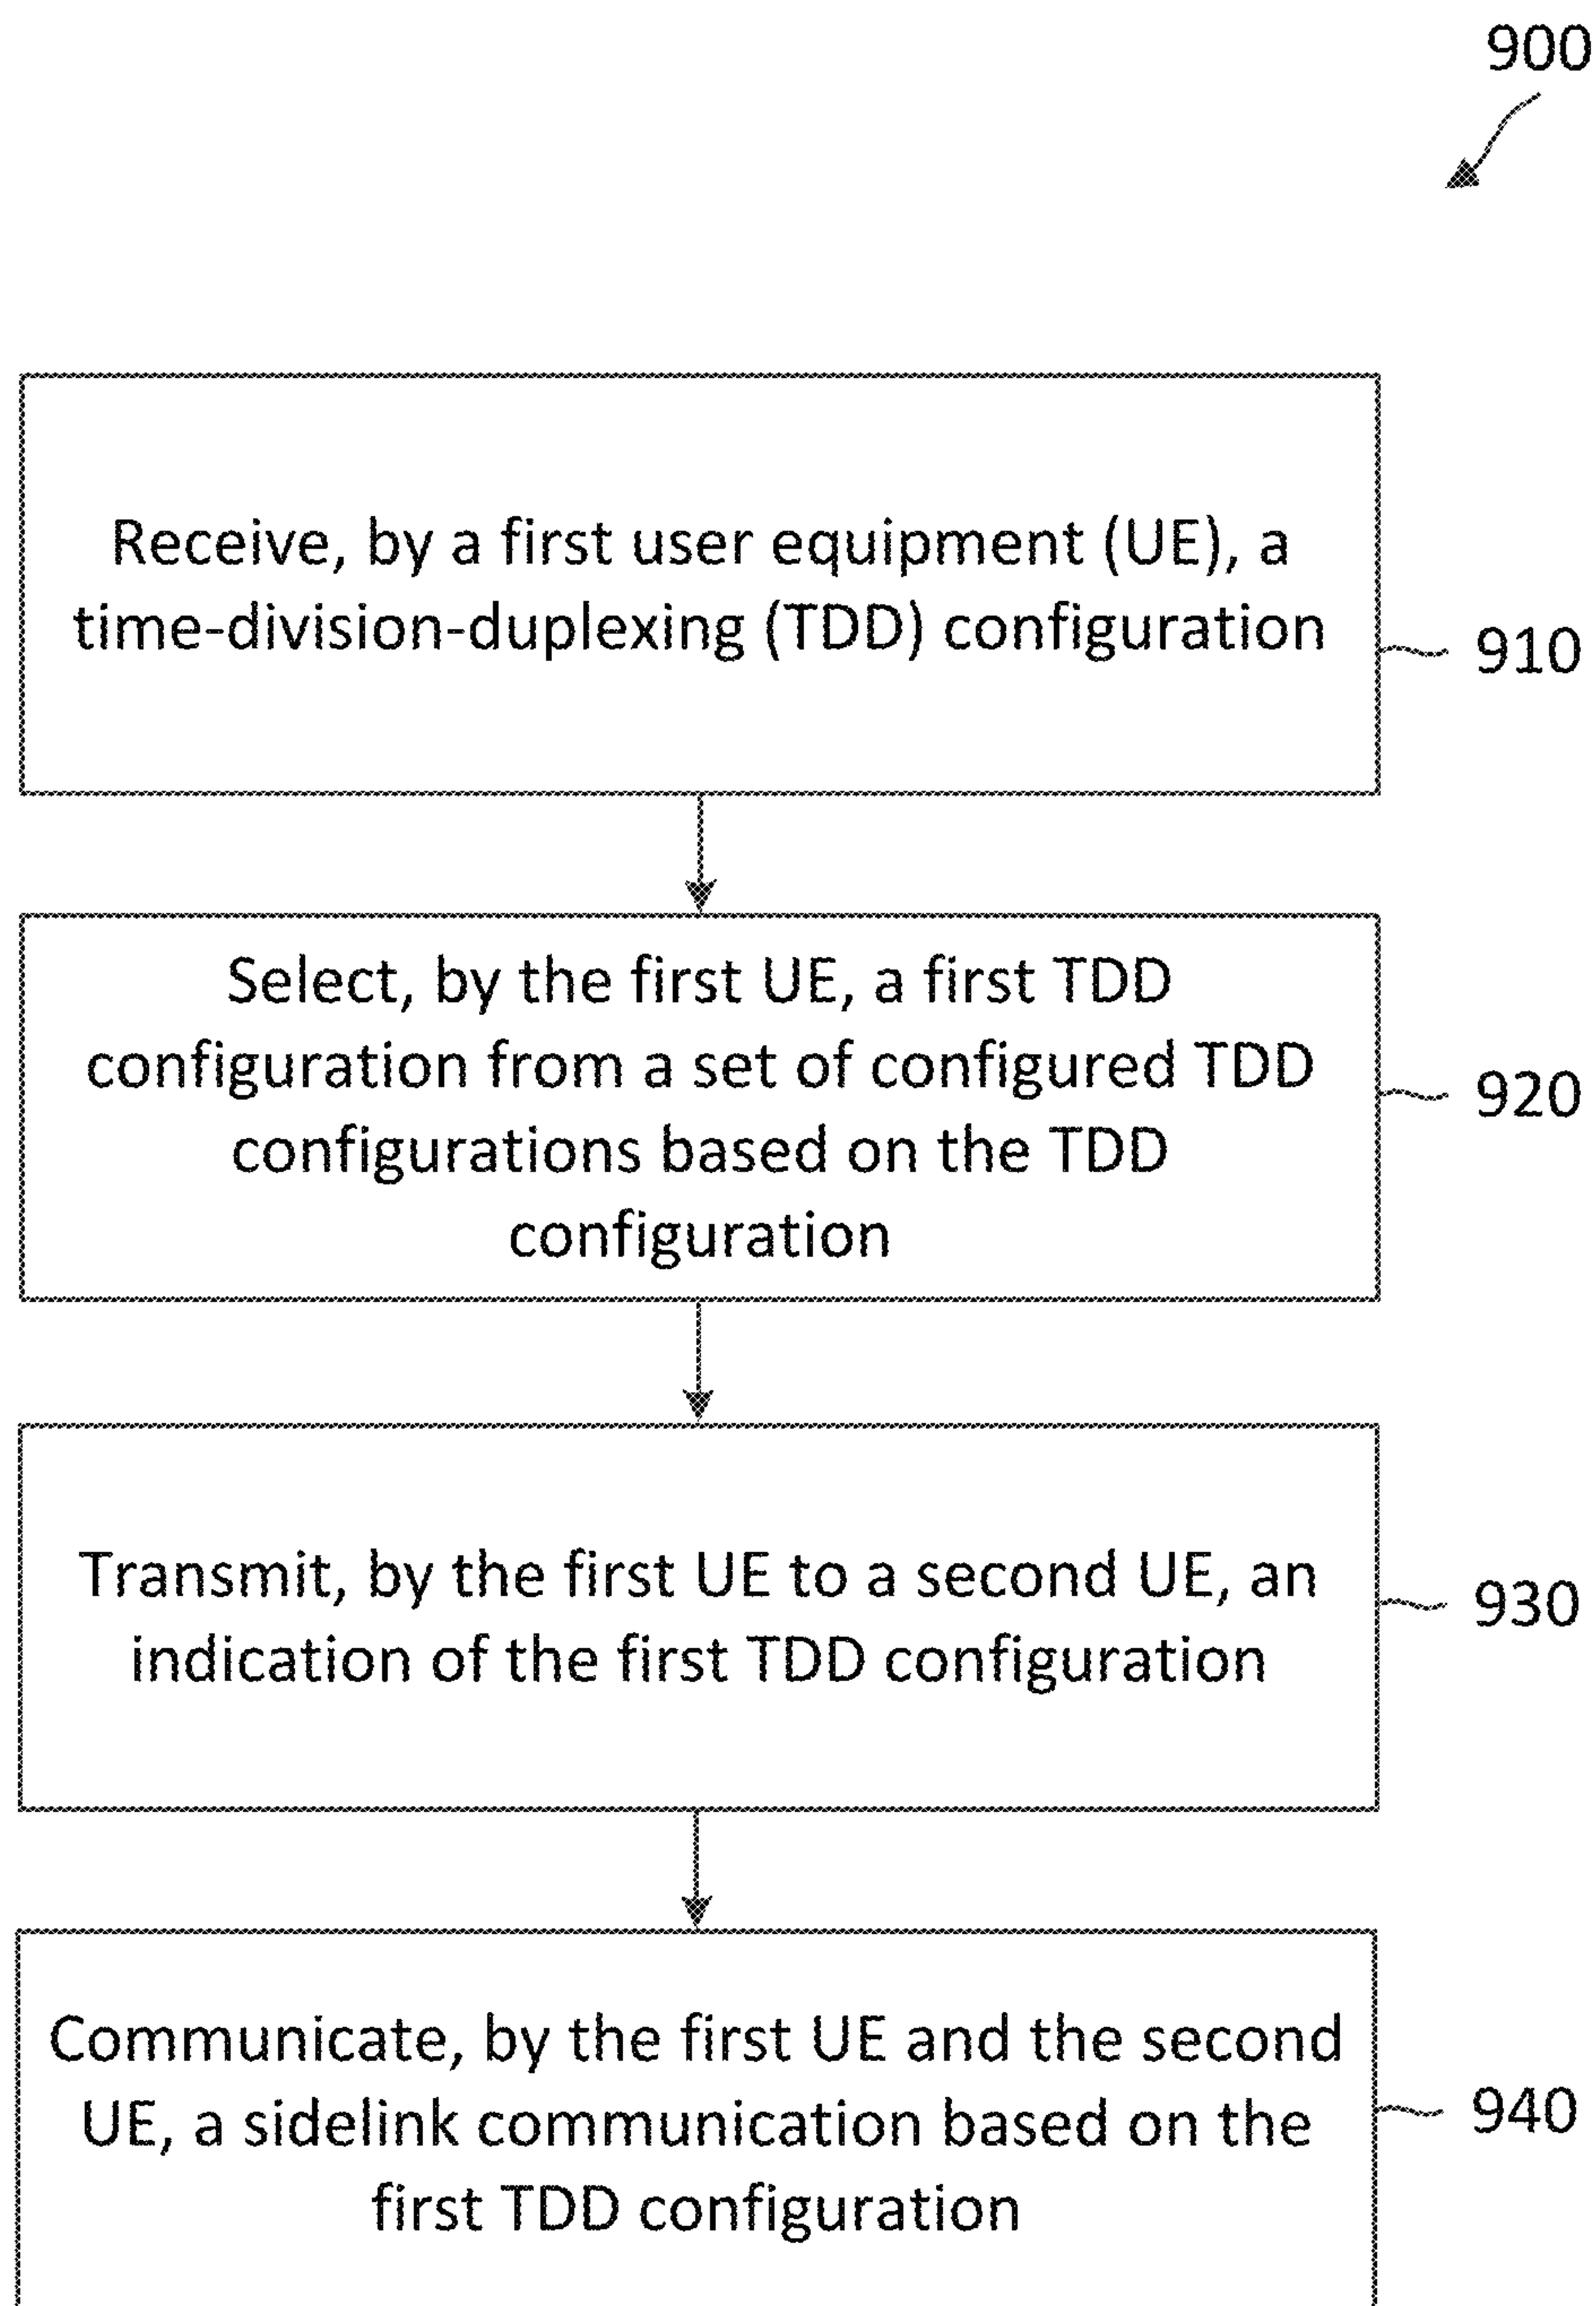 900
Receive, by a first user equipment (UE), a
time-division-duplexing (TDD) configuration
910
Select, by the first UE, a first TDD
configuration from a set of configured TDD
configurations based on the TDD
configuration
920
Transmit, by the first UE to a second UE, an
indication of the first TDD configuration
930
Communicate, by the first UE and the second
UE, a sidelink communication based on the
first TDD configuration
940